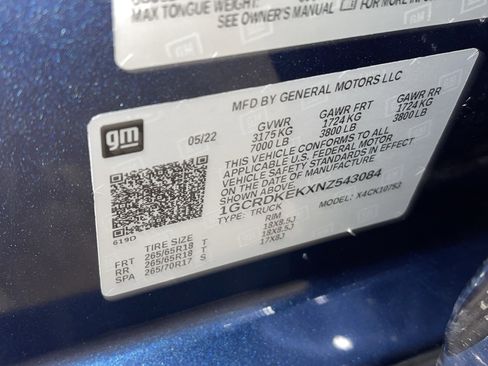 MAX TONGUE WEIGHT:
SEE OWNER'S MANUAL FOR
MFD BY GENERAL MOTORS LLC
gm
05/22
GVWR GAWR FRT GAWR RR
3175 KG 1724 KG 1724 KG
7000 LB 3800 LB 3800 LB
THIS VEHICLE CONFORMS TO ALL
APPLICABLE U.S. FEDERAL MOTOR
VEHICLE SAFETY STANDARDS IN EFFECT
ON THE DATE OF MANUFACTURE SHOWN ABOVE
1GCRDKEKXNZ543084
TYPE: TRUCK MODEL: X4CK10753
619D
TIRE SIZE RIM
FRT 265/65R18 T 18X8.5J
RR 265/65R18 T 18X8.5J
SPA 265/70R17 S 17X8J